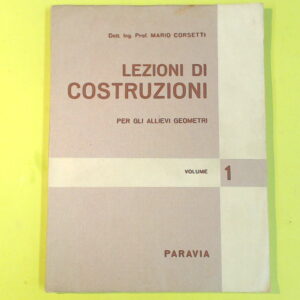 Dott. Ing. Prof. MARIO CORSETTI
LEZIONI DI
COSTRUZIONI
PER GLI ALLIEVI GEOMETRI
VOLUME 1
PARAVIA